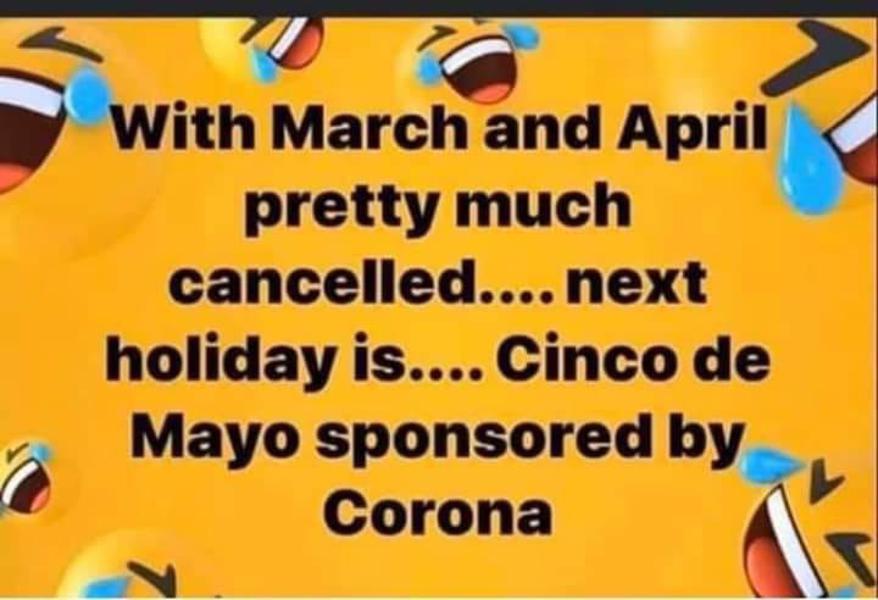 With March and April
pretty much
cancelled.... next
holiday is.... Cinco de
Mayo sponsored by
Corona